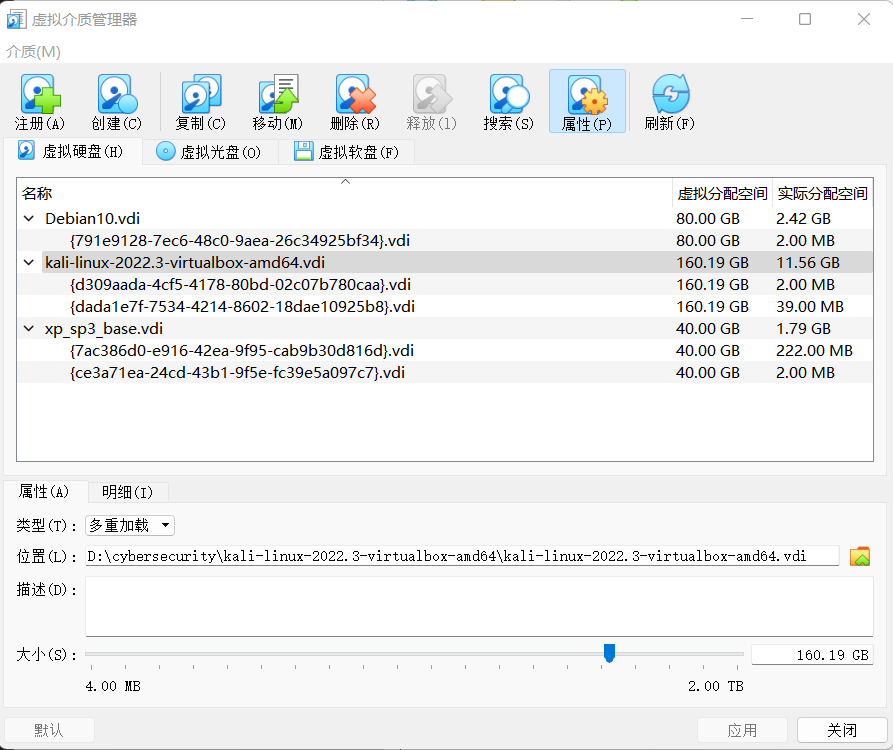 虚拟介质管理器
介质(M)
注册(A) 创建(C) 复制(C) 移动(M) 删除(R) 释放(l) 搜索(S) 属性(P) 刷新(F)
虚拟硬盘(H) 虚拟光盘(O) 虚拟软盘(F)
名称 虚拟分配空间 实际分配空间
Debian10.vdi 80.00 GB 2.42 GB
{791e9128-7ec6-48c0-9aea-26c34925bf34}.vdi 80.00 GB 2.00 MB
kali-linux-2022.3-virtualbox-amd64.vdi 160.19 GB 11.56 GB
{d309aada-4cf5-4178-80bd-02c07b780caa}.vdi 160.19 GB 2.00 MB
{dada1e7f-7534-4214-8602-18dae10925b8}.vdi 160.19 GB 39.00 MB
xp_sp3_base.vdi 40.00 GB 1.79 GB
{7ac386d0-e916-42ea-9f95-cab9b30d816d}.vdi 40.00 GB 222.00 MB
{ce3a71ea-24cd-43b1-9f5e-fc39e5a097c7}.vdi 40.00 GB 2.00 MB
属性(A) 明细(I)
类型(T): 多重加载
位置(L): D:\cybersecurity\kali-linux-2022.3-virtualbox-amd64\kali-linux-2022.3-virtualbox-amd64.vdi
描述(D):
大小(S): 160.19 GB
4.00 MB 2.00 TB
默认 应用 关闭